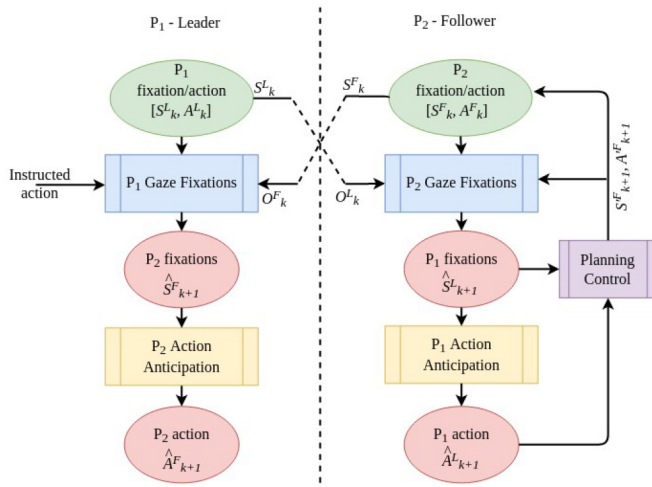 P₁ - Leader
P₂ - Follower
P₁
fixation/action
[Sᴸₖ, Aᴸₖ]
Sᴸₖ
Sᶠₖ
P₂
fixation/action
[Sᶠₖ, Aᶠₖ]
Instructed
action
P₁ Gaze Fixations
Oᶠₖ
Oᴸₖ
P₂ Gaze Fixations
S'ᶠₖ₊₁, A'ᶠₖ₊₁
P₂ fixations
Ŝᶠₖ₊₁
P₁ fixations
Ŝᴸₖ₊₁
Planning
Control
P₂ Action
Anticipation
P₁ Action
Anticipation
P₂ action
Âᶠₖ₊₁
P₁ action
Âᴸₖ₊₁